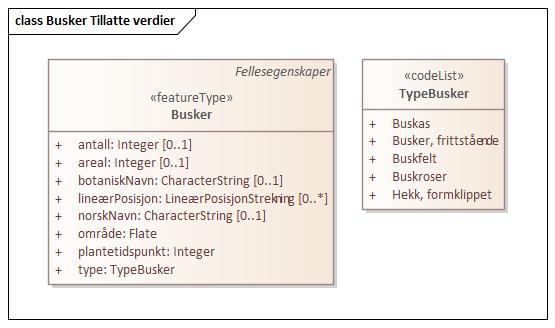 class Busker Tillatte verdier
Fellesegenskaper
«featureType»
Busker
+ antall: Integer [0..1]
+ areal: Integer [0..1]
+ botaniskNavn: CharacterString [0..1]
+ lineærPosisjon: LineærPosisjonStrekning [0..*]
+ norskNavn: CharacterString [0..1]
+ område: Flate
+ plantetidspunkt: Integer
+ type: TypeBusker
«codeList»
TypeBusker
+ Buskas
+ Busker, frittstående
+ Buskfelt
+ Buskroser
+ Hekk, formklippet